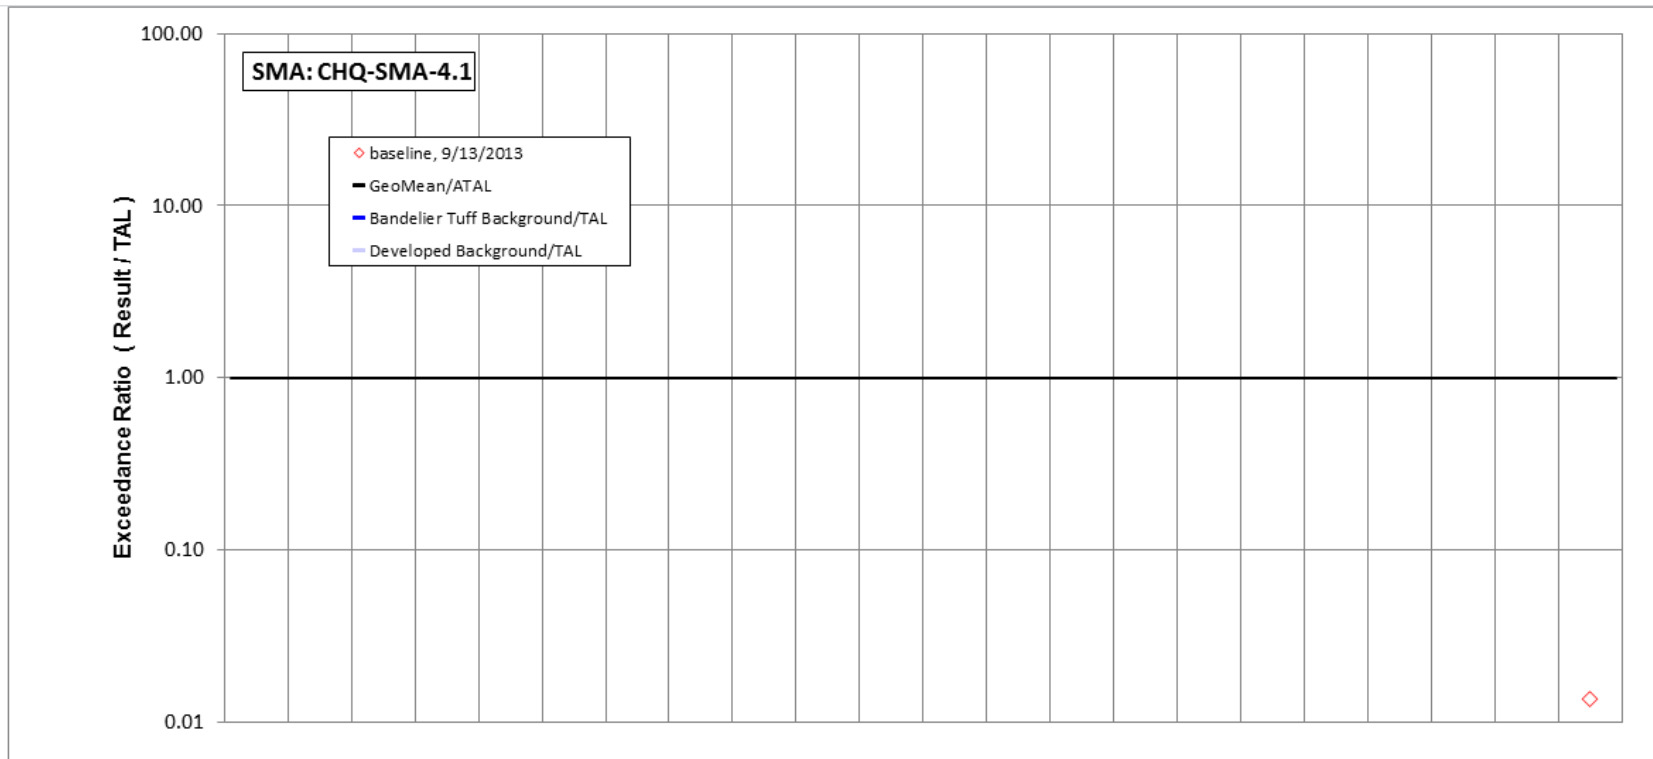 100.00
SMA: CHQ-SMA-4.1
baseline, 9/13/2013
GeoMean/ATAL
Bandelier Tuff Background/TAL
Developed Background/TAL
Exceedance Ratio ( Result / TAL )
10.00
1.00
0.10
0.01